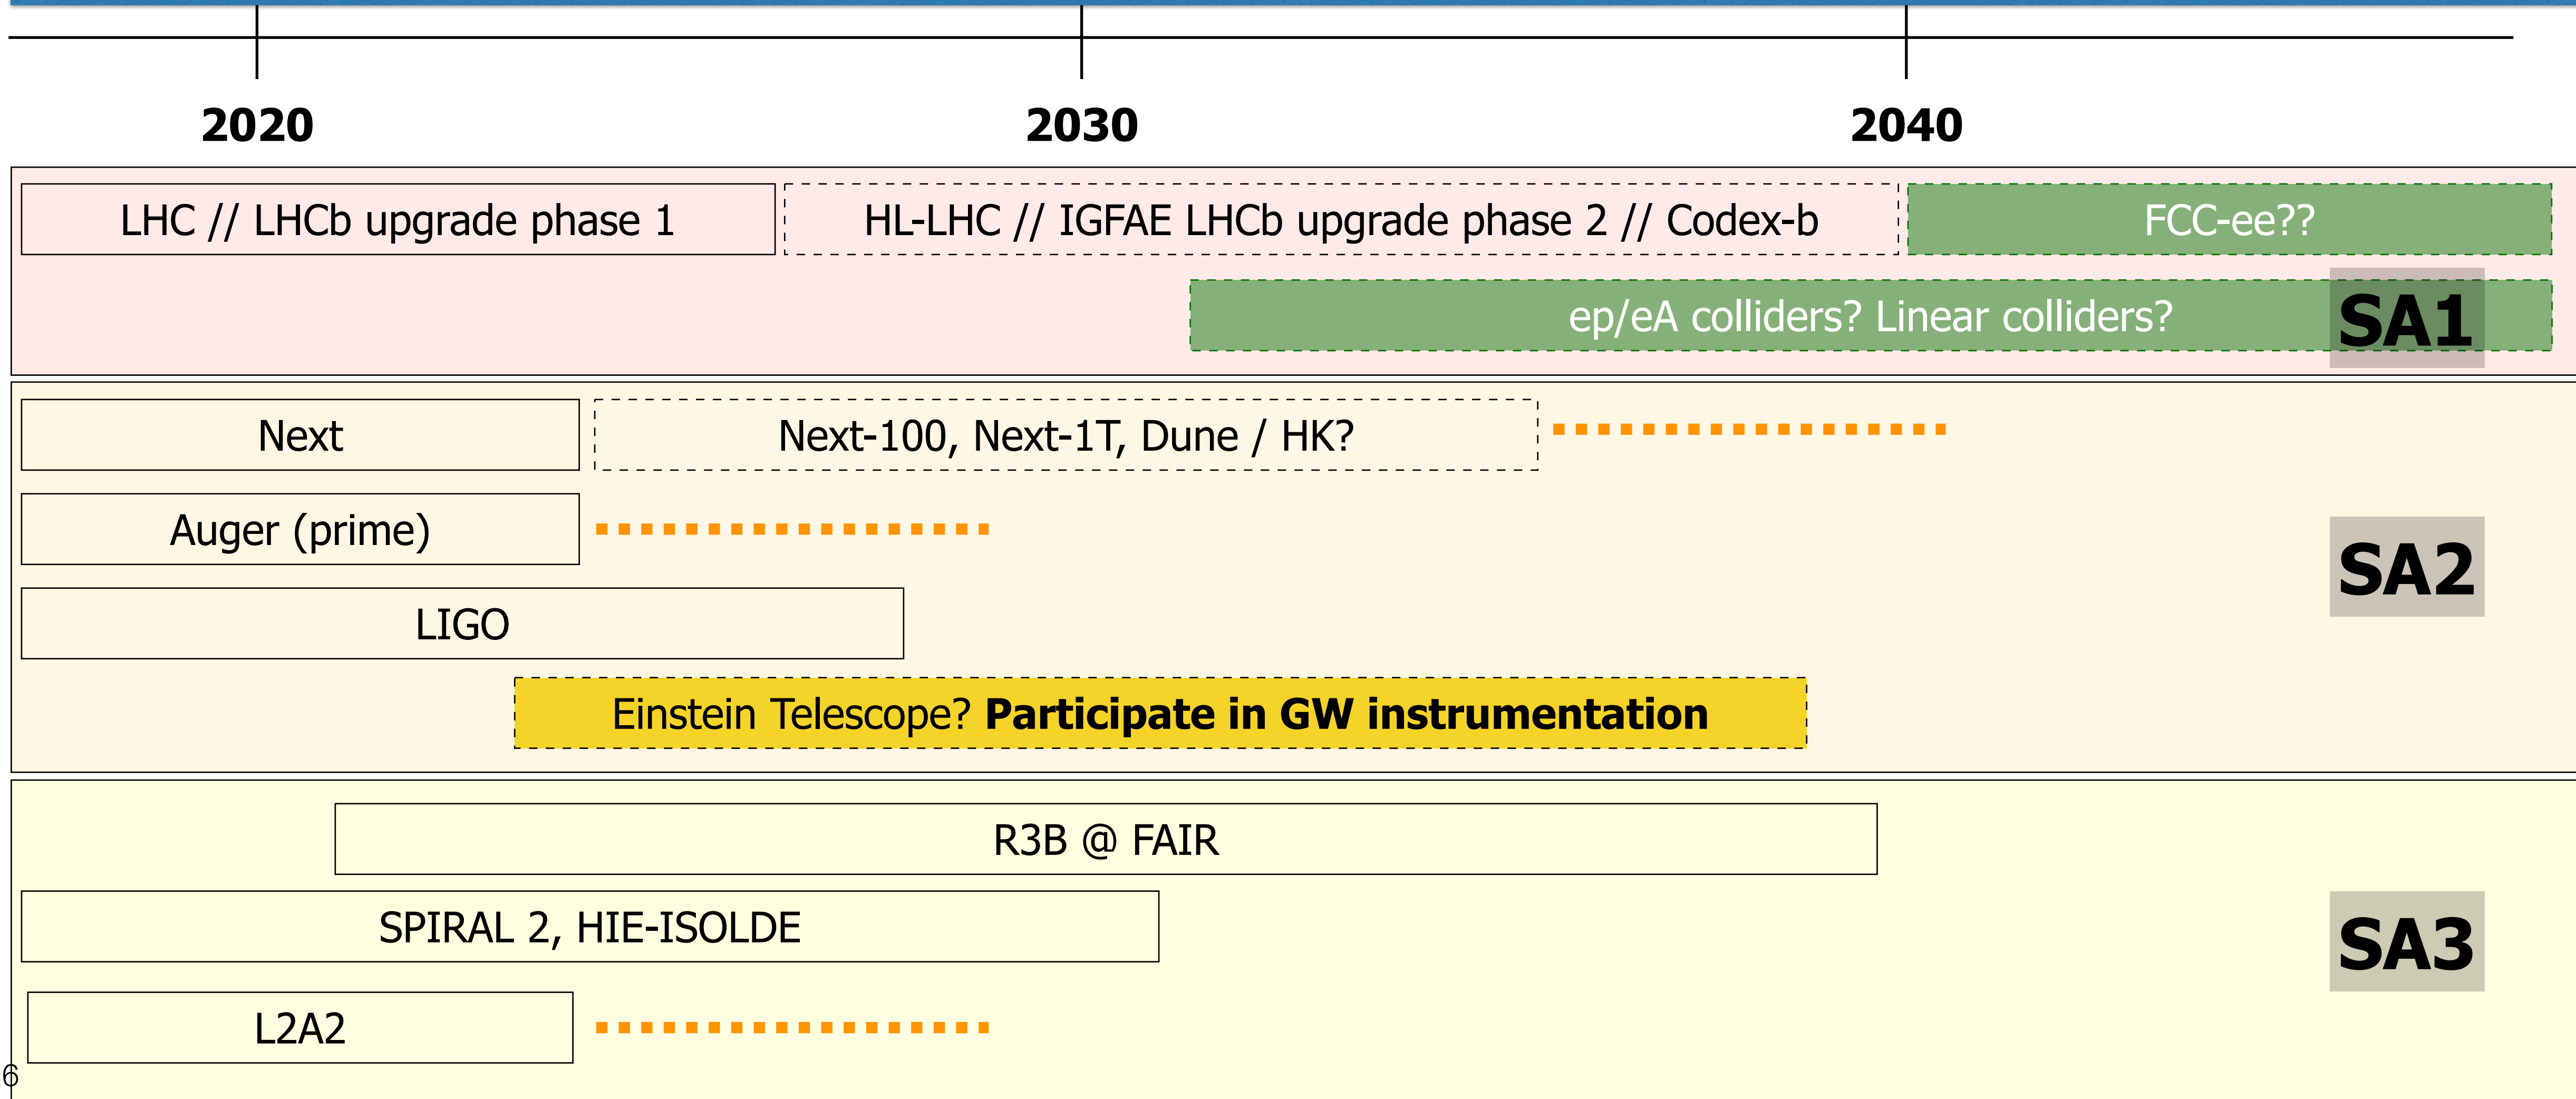 2020
2030
2040
LHC // LHCb upgrade phase 1
HL-LHC // IGFAE LHCb upgrade phase 2 // Codex-b
FCC-ee??
ep/eA colliders? Linear colliders?
SA1
Next
Next-100, Next-1T, Dune / HK?
Auger (prime)
SA2
LIGO
Einstein Telescope? Participate in GW instrumentation
R3B @ FAIR
SPIRAL 2, HIE-ISOLDE
SA3
L2A2
6